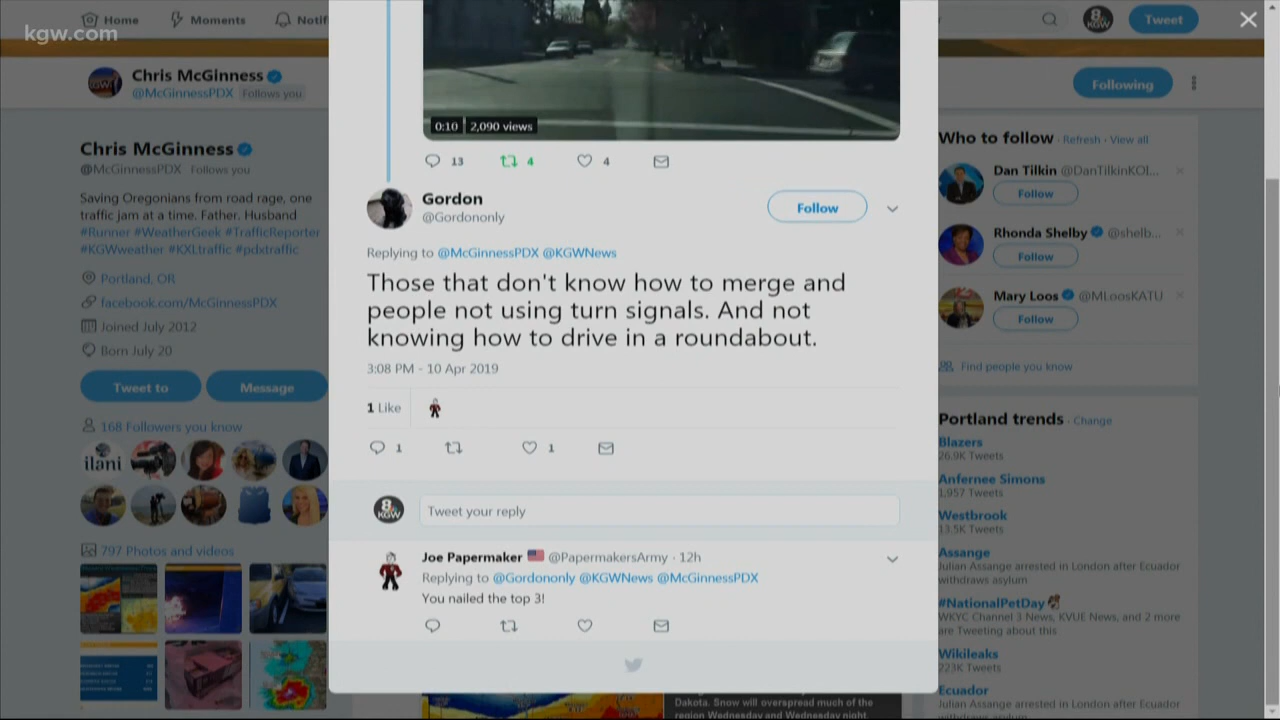 Home
Moments
Notif
kgw.com
8
KGW
Tweet
Chris McGinness
@McGinnessPDX Follows you
Following
Chris McGinness
@McGinnessPDX Follows you
Saving Oregonians from road rage, one
traffic jam at a time. Father. Husband
#Runner #WeatherGeek #TrafficReporter
#KGWweather #KXLtraffic #pdxtraffic
Portland, OR
facebook.com/McGinnessPDX
Joined July 2012
Born July 20
Tweet to
Message
168 Followers you know
ilani
797 Photos and videos
0:10 2,090 views
13 4 4
Gordon
@Gordononly
Follow
Replying to @McGinnessPDX @KGWNews
Those that don't know how to merge and
people not using turn signals. And not
knowing how to drive in a roundabout.
3:08 PM - 10 Apr 2019
1 Like
1 1
8
KGW
Tweet your reply
Joe Papermaker @PapermakersArmy · 12h
Replying to @Gordononly @KGWNews @McGinnessPDX
You nailed the top 3!
Dakota. Snow will overspread much of the
region Wednesday and Wednesday night
Who to follow · Refresh · View all
Dan Tilkin @DanTilkinKOI...
Follow
Rhonda Shelby @shelb...
Follow
Mary Loos @MLoosKATU
Follow
Find people you know
Portland trends · Change
Blazers
26.9K Tweets
Anfernee Simons
1,957 Tweets
Westbrook
13.5K Tweets
Assange
Julian Assange arrested in London after Ecuador
withdraws asylum
#NationalPetDay
WKYC Channel 3 News, KVUE News, and 2 more
are Tweeting about this
Wikileaks
223K Tweets
Ecuador
Julian Assange arrested in London after Ecuador
withdraws asylum